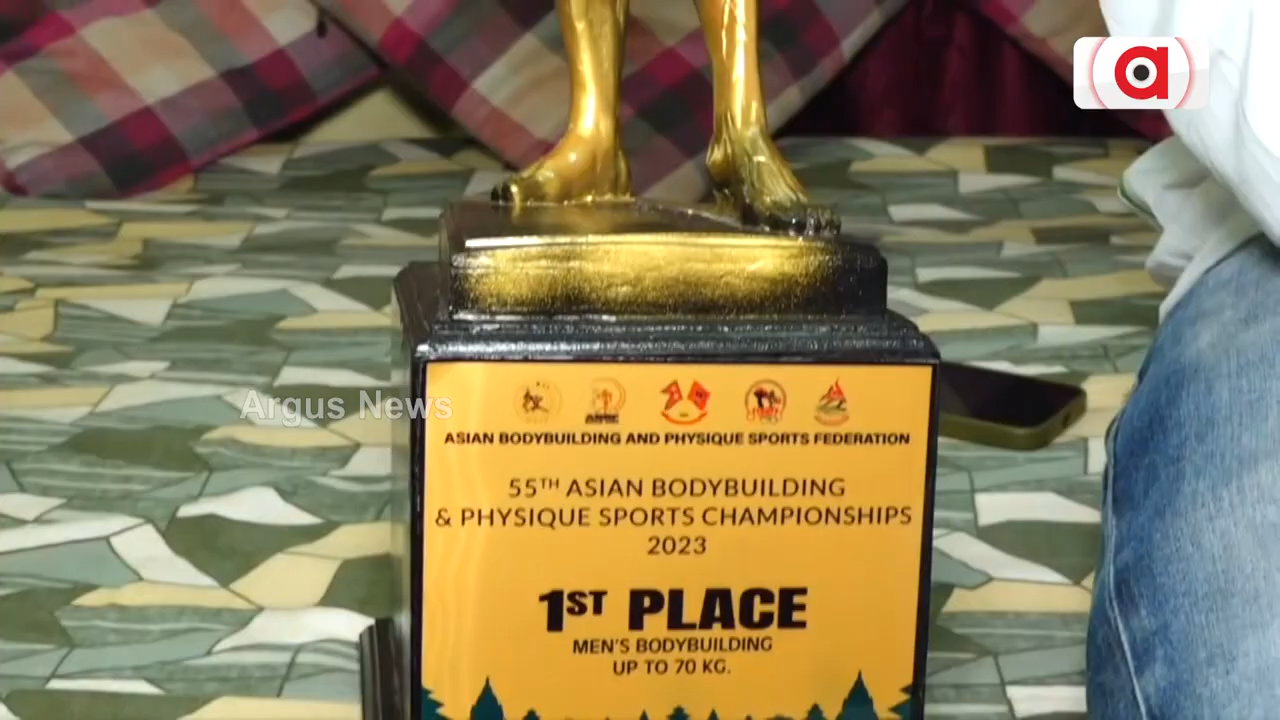 a
Argus News
ASIAN BODYBUILDING AND PHYSIQUE SPORTS FEDERATION
55TH ASIAN BODYBUILDING
& PHYSIQUE SPORTS CHAMPIONSHIPS
2023
1ST PLACE
MEN'S BODYBUILDING
UP TO 70 KG.